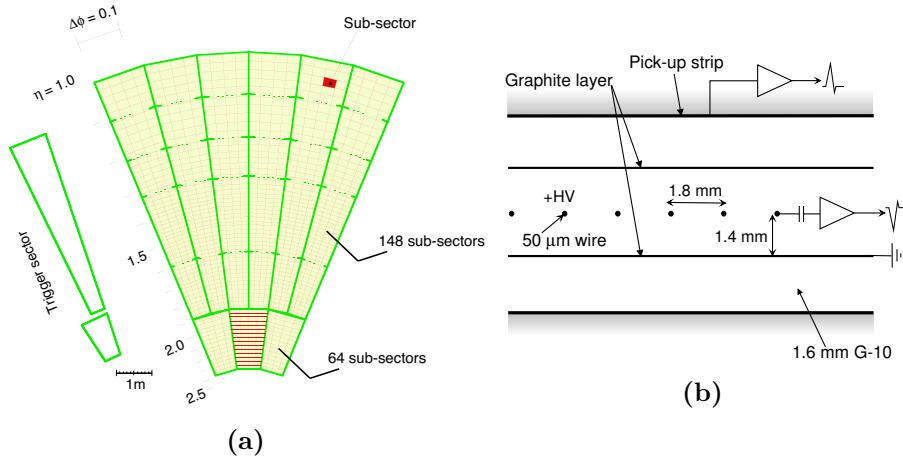 Δϕ = 0.1
Sub-sector
η = 1.0
Trigger sector
1.5
148 sub-sectors
2.0
64 sub-sectors
1m
2.5
(a)
Pick-up strip
Graphite layer
+HV
1.8 mm
50 μm wire
1.4 mm
1.6 mm G-10
(b)